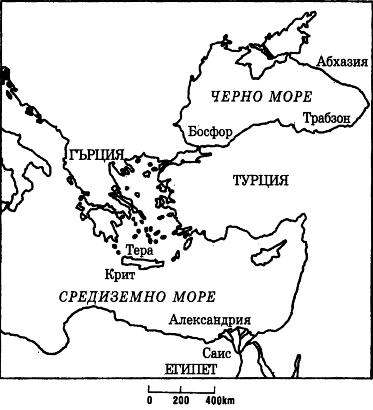 Абхазия
ЧЕРНО МОРЕ
Трабзон
Босфор
ГЪРЦИЯ
ТУРЦИЯ
Тера
Крит
СРЕДИЗЕМНО МОРЕ
Александрия
Саис
ЕГИПЕТ
0 200 400km